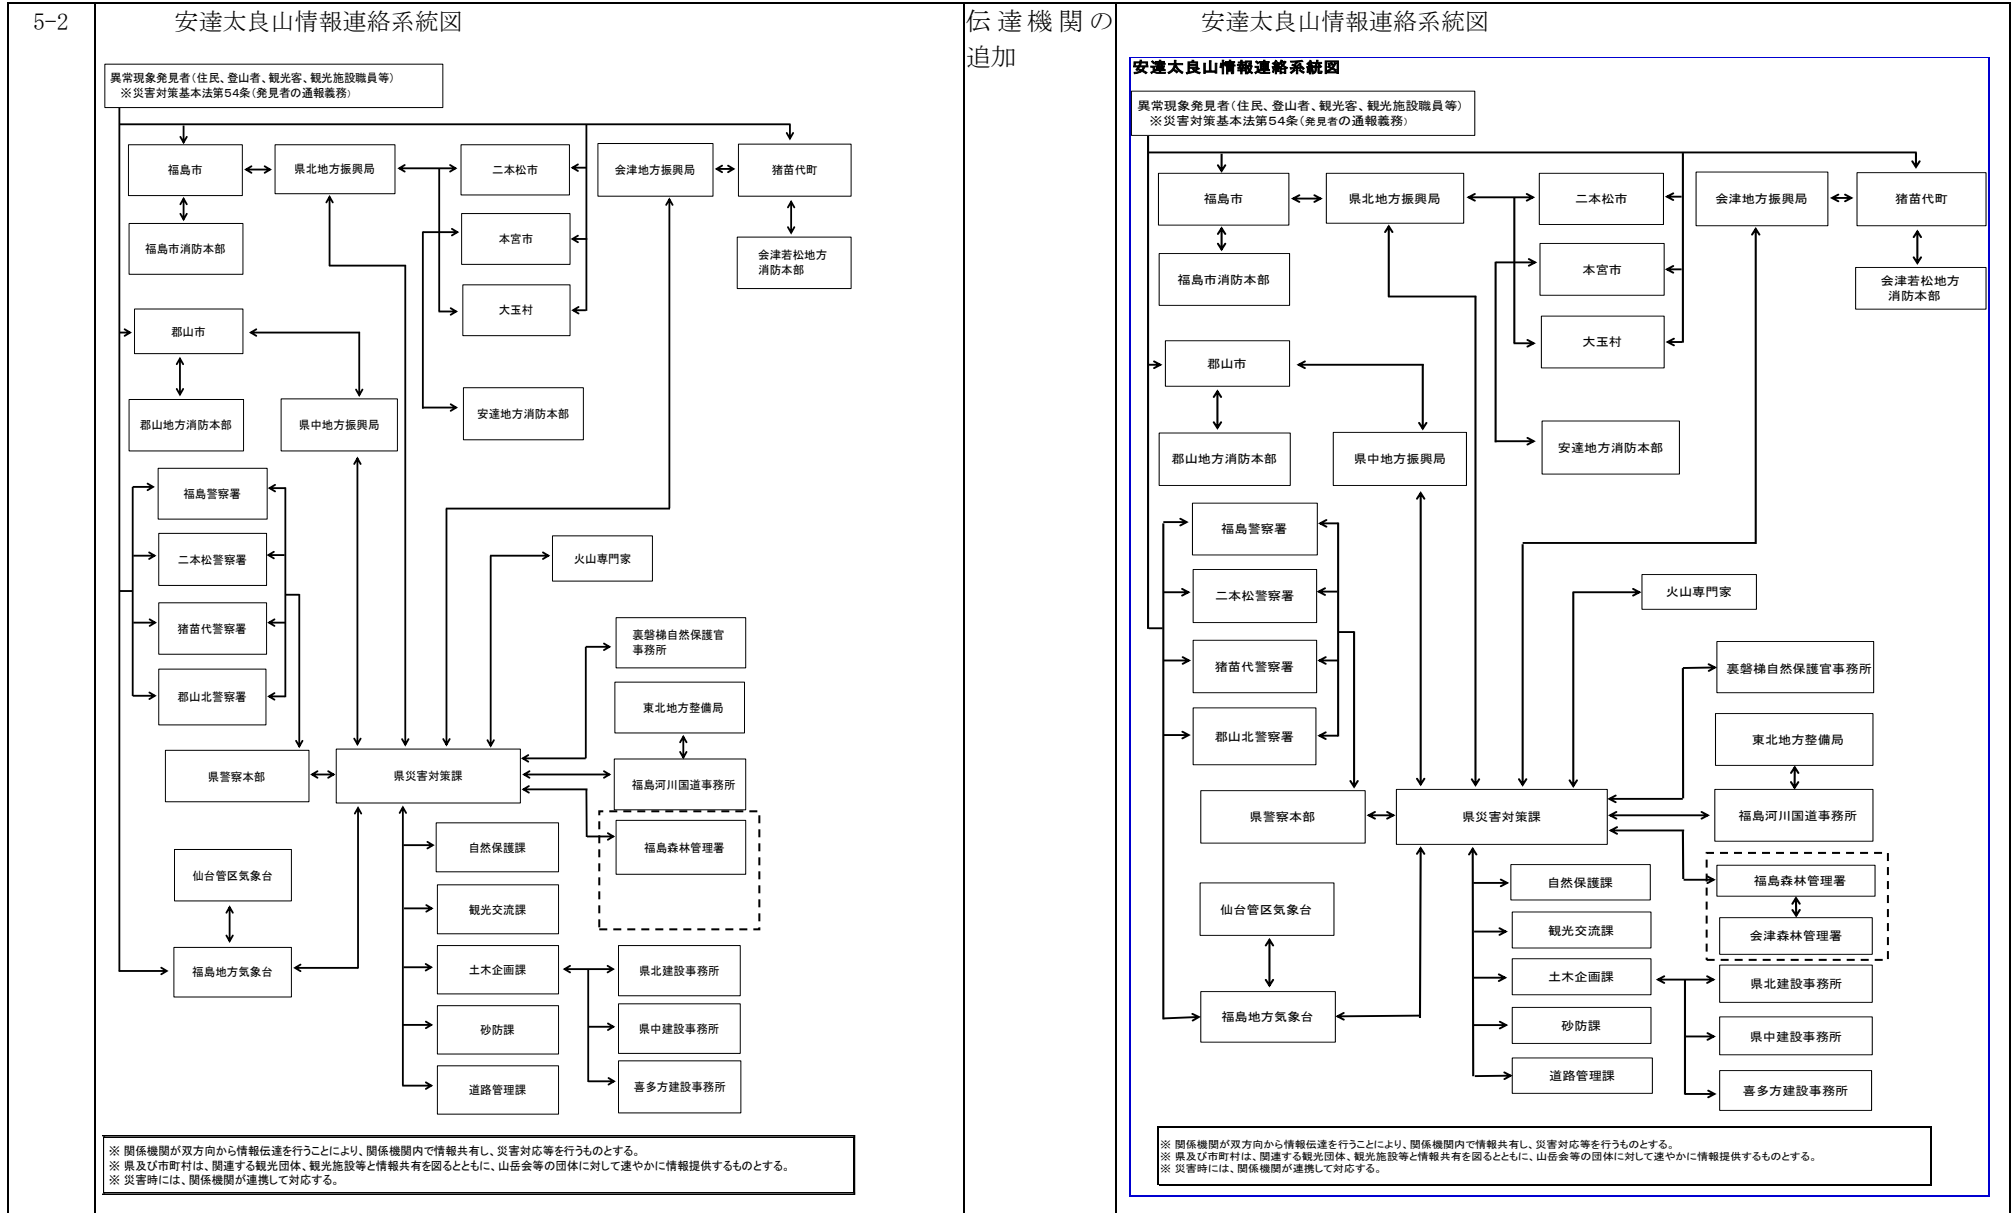 5-2
安達太良山情報連絡系統図
異常現象発見者(住民、登山者、観光客、観光施設職員等)
※災害対策基本法第54条(発見者の通報義務)
福島市
県北地方振興局
二本松市
会津地方振興局
猪苗代町
福島市消防本部
本宮市
会津若松地方
消防本部
大玉村
郡山市
郡山地方消防本部
県中地方振興局
安達地方消防本部
福島警察署
二本松警察署
火山専門家
猪苗代警察署
裏磐梯自然保護官
事務所
郡山北警察署
東北地方整備局
県警察本部
県災害対策課
福島河川国道事務所
自然保護課
福島森林管理署
仙台管区気象台
観光交流課
福島地方気象台
土木企画課
県北建設事務所
砂防課
県中建設事務所
道路管理課
喜多方建設事務所
※ 関係機関が双方向から情報伝達を行うことにより、関係機関内で情報共有し、災害対応等を行うものとする。
※ 県及び市町村は、関連する観光団体、観光施設等と情報共有を図るとともに、山岳会等の団体に対して速やかに情報提供するものとする。
※ 災害時には、関係機関が連携して対応する。
伝達機関の
追加
安達太良山情報連絡系統図
安達太良山情報連絡系統図
異常現象発見者(住民、登山者、観光客、観光施設職員等)
※災害対策基本法第54条(発見者の通報義務)
福島市
県北地方振興局
二本松市
会津地方振興局
猪苗代町
福島市消防本部
本宮市
会津若松地方
消防本部
大玉村
郡山市
郡山地方消防本部
県中地方振興局
安達地方消防本部
福島警察署
二本松警察署
火山専門家
猪苗代警察署
裏磐梯自然保護官事務所
郡山北警察署
東北地方整備局
県警察本部
県災害対策課
福島河川国道事務所
自然保護課
福島森林管理署
仙台管区気象台
観光交流課
会津森林管理署
土木企画課
県北建設事務所
福島地方気象台
砂防課
県中建設事務所
道路管理課
喜多方建設事務所
※ 関係機関が双方向から情報伝達を行うことにより、関係機関内で情報共有し、災害対応等を行うものとする。
※ 県及び市町村は、関連する観光団体、観光施設等と情報共有を図るとともに、山岳会等の団体に対して速やかに情報提供するものとする。
※ 災害時には、関係機関が連携して対応する。